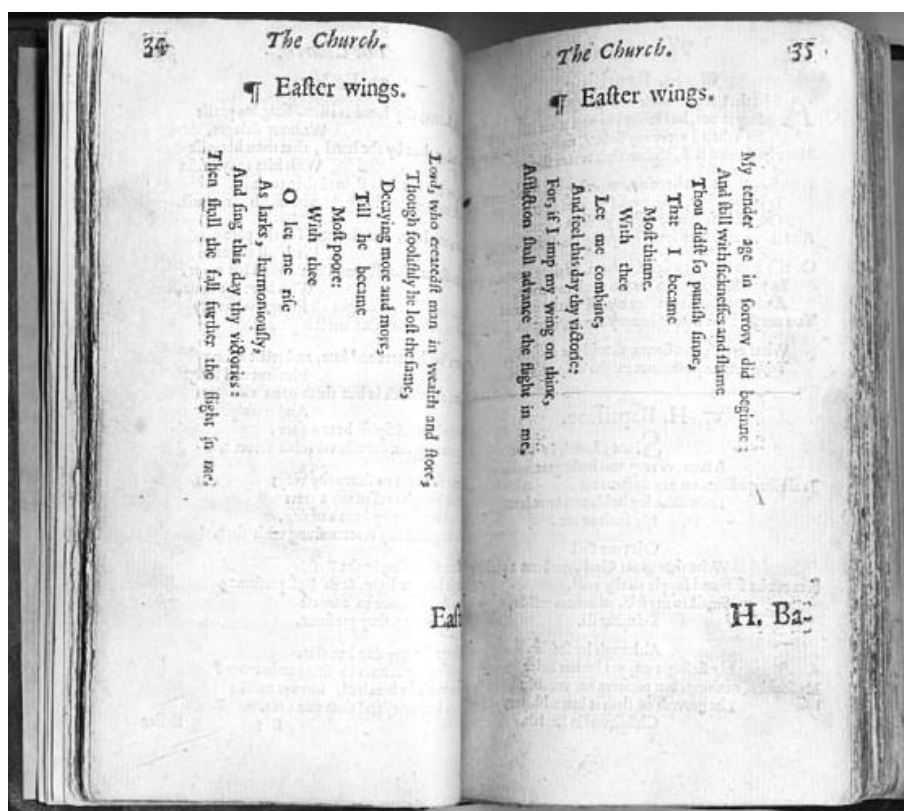 34
The Church.
¶ Eaſter wings.
Lord, who createdſt man in wealth and ſtore,
Though fooliſhly he loſt the ſame,
Decaying more and more,
Till he became
Moſt poore:
With thee
O let me riſe
As larks, harmoniouſly,
And ſing this day thy victories:
Then ſhall the fall further the flight in me.
Eaſ
The Church.
35
¶ Eaſter wings.
My tender age in ſorrow did beginne:
And ſtill with ſickneſſes and ſhame
Thou didſt ſo puniſh ſinne,
That I became
Moſt thinne.
With thee
Let me combine,
And feel this day thy victorie:
For, if I imp my wing on thine,
Affliction ſhall advance the flight in me.
H. Ba-